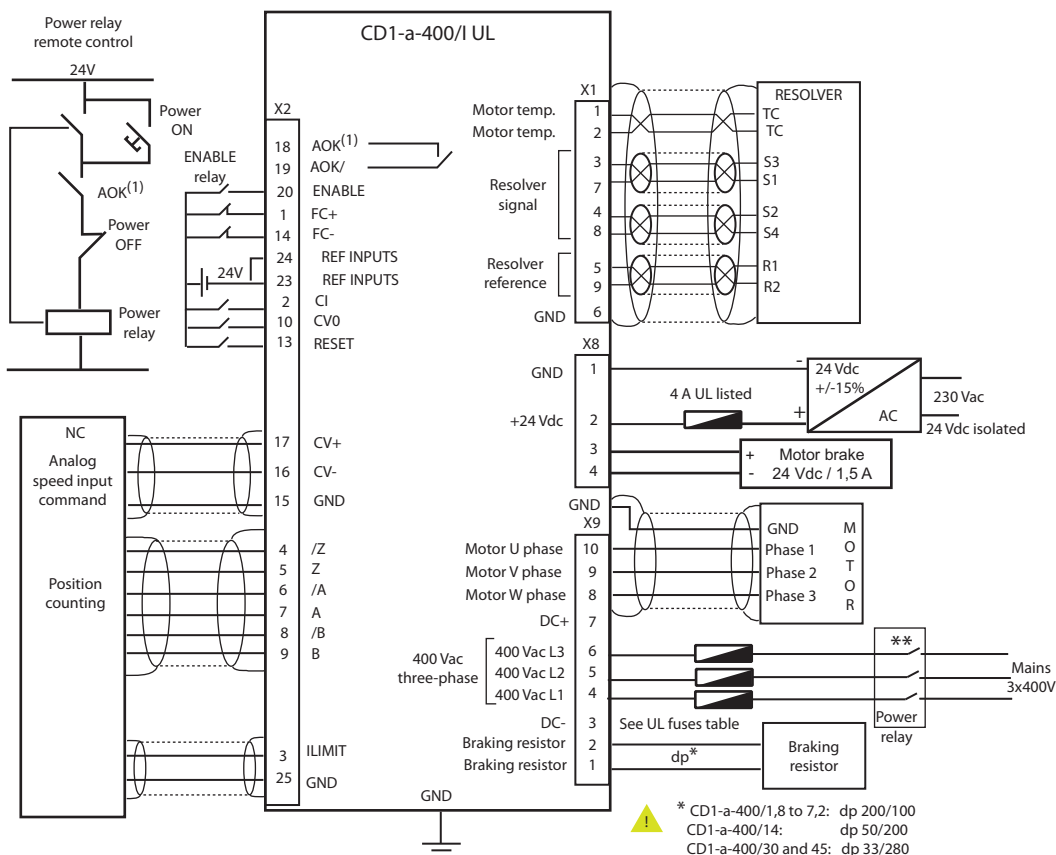 CD1-a-400/I UL
Power relay
remote control
24V
Power
ON
AOK(1)
Power
OFF
Power
relay
ENABLE
relay
24V
X2
18 AOK(1)
19 AOK/
20 ENABLE
1 FC+
14 FC-
24 REF INPUTS
23 REF INPUTS
2 CI
10 CV0
13 RESET
NC
Analog
speed input
command
17 CV+
16 CV-
15 GND
Position
counting
4 /Z
5 Z
6 /A
7 A
8 /B
9 B
3 ILIMIT
25 GND
GND
X1
Motor temp. 1
Motor temp. 2
Resolver
signal
3
7
4
8
Resolver
reference
5
9
GND 6
RESOLVER
TC
TC
S3
S1
S2
S4
R1
R2
X8
GND 1
+24 Vdc 2
3
4
4 A UL listed
-
+
24 Vdc
+/-15%
AC
230 Vac
24 Vdc isolated
+ Motor brake
- 24 Vdc / 1,5 A
GND
X9
Motor U phase 10
Motor V phase 9
Motor W phase 8
DC+ 7
400 Vac
three-phase
400 Vac L3 6
400 Vac L2 5
400 Vac L1 4
DC- 3
Braking resistor 2
Braking resistor 1
GND
Phase 1
Phase 2
Phase 3
MOTOR
**
Mains
3x400V
Power
relay
See UL fuses table
dp*
Braking
resistor
!
* CD1-a-400/1,8 to 7,2: dp 200/100
CD1-a-400/14: dp 50/200
CD1-a-400/30 and 45: dp 33/280